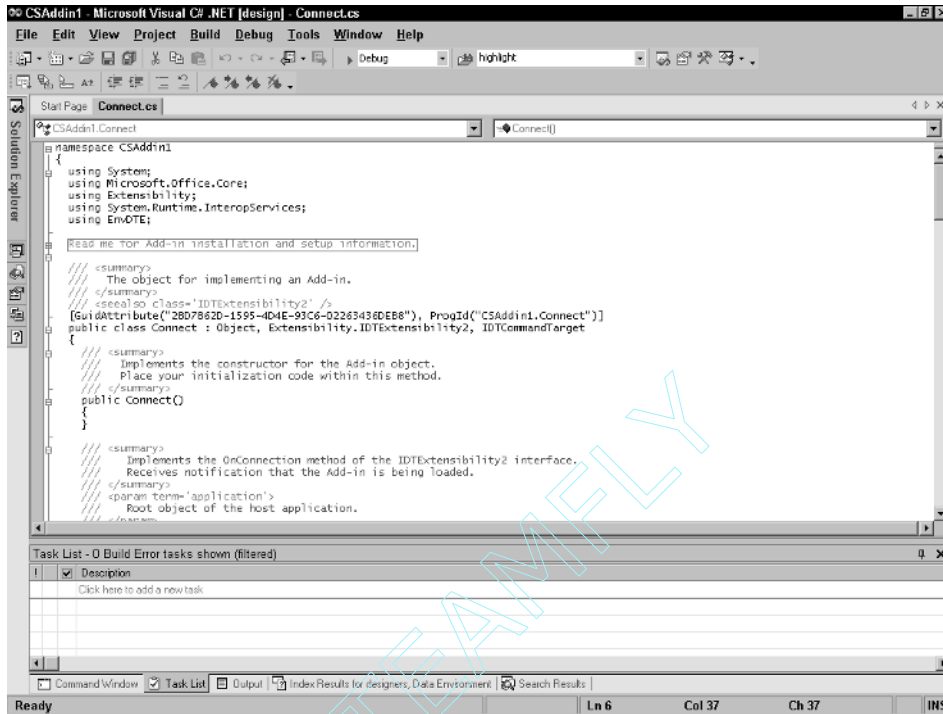 CSAddin1 - Microsoft Visual C# .NET [design] - Connect.cs
File Edit View Project Build Debug Tools Window Help
Debug highlight
Start Page Connect.cs
Solution Explorer
CSAddin1.Connect Connect()
namespace CSAddin1
{
using System;
using Microsoft.Office.Core;
using Extensibility;
using System.Runtime.InteropServices;
using EnvDTE;
Read me for Add-in installation and setup information.
/// <summary>
/// The object for implementing an Add-in.
/// </summary>
/// <seealso class='IDTExtensibility2' />
[GuidAttribute("2BD7862D-1595-4D4E-93C6-02263436DEB8"), ProgId("CSAddin1.Connect")]
public class Connect : Object, Extensibility.IDTExtensibility2, IDTCommandTarget
{
/// <summary>
/// Implements the constructor for the Add-in object.
/// Place your initialization code within this method.
/// </summary>
public Connect()
{
}
/// <summary>
/// Implements the OnConnection method of the IDTExtensibility2 interface.
/// Receives notification that the Add-in is being loaded.
/// </summary>
/// <param term='application'>
/// Root object of the host application.
/// </param>
Task List - 0 Build Error tasks shown (filtered)
! Description
Click here to add a new task
Command Window Task List Output Index Results for designers, Data Environment Search Results
Ready Ln 6 Col 37 Ch 37 INS
TEAMFLY